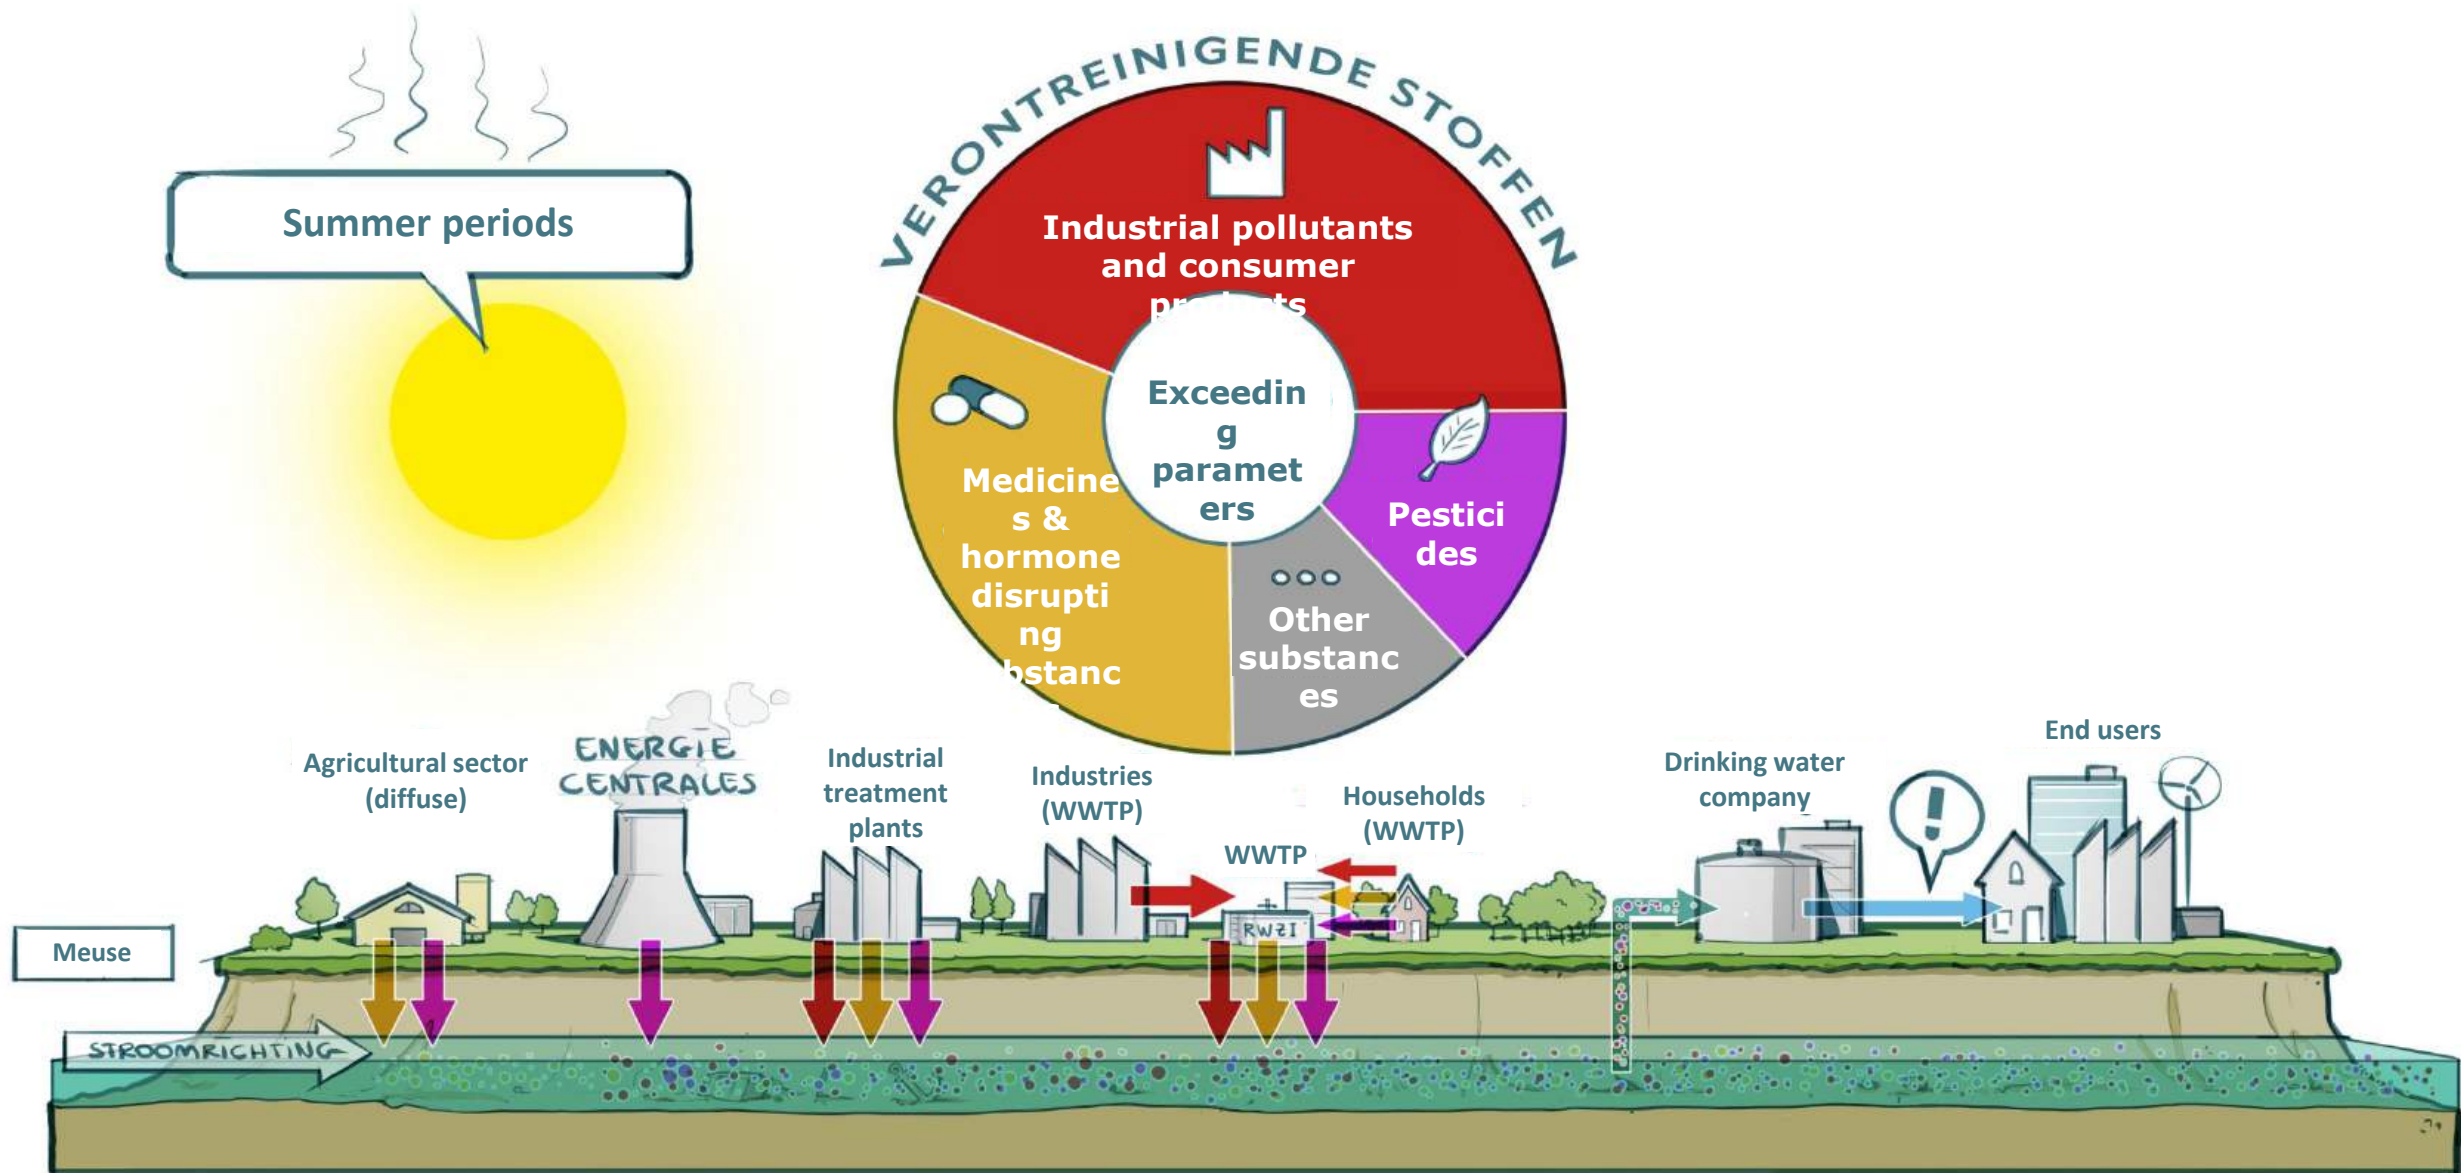 Summer periods
VERONTREINIGENDE STOFFEN
Industrial pollutants
and consumer
Exceedin
g
paramet
ers
Medicine
s &
hormone
disrupti
ng
Pestici
des
Other
substanc
es
Agricultural sector
(diffuse)
ENERGIE
CENTRALES
Industrial
treatment
plants
Industries
(WWTP)
WWTP
Households
(WWTP)
Drinking water
company
End users
!
RWZI
Meuse
STROOMRICHTING